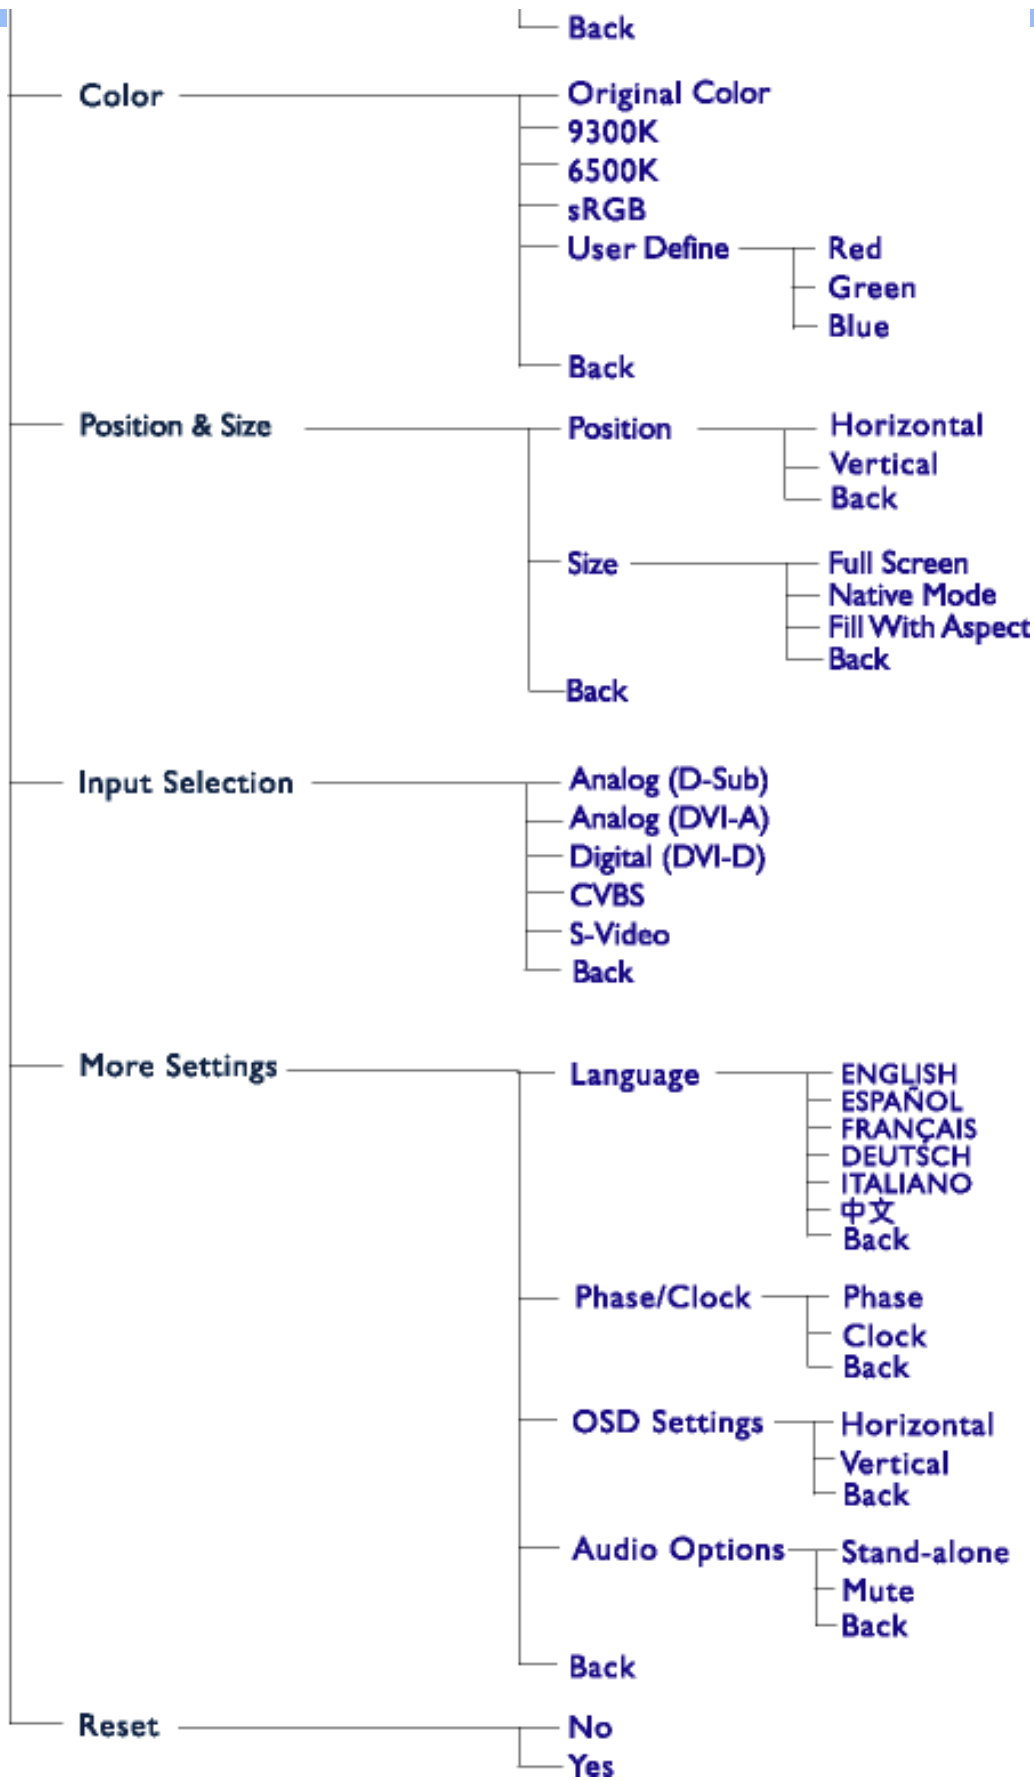 Back
Color
Original Color
9300K
6500K
sRGB
User Define
Red
Green
Blue
Back
Position & Size
Position
Horizontal
Vertical
Back
Size
Full Screen
Native Mode
Fill With Aspect
Back
Back
Input Selection
Analog (D-Sub)
Analog (DVI-A)
Digital (DVI-D)
CVBS
S-Video
Back
More Settings
Language
ENGLISH
ESPAÑOL
FRANÇAIS
DEUTSCH
ITALIANO
中文
Back
Phase/Clock
Phase
Clock
Back
OSD Settings
Horizontal
Vertical
Back
Audio Options
Stand-alone
Mute
Back
Back
Reset
No
Yes